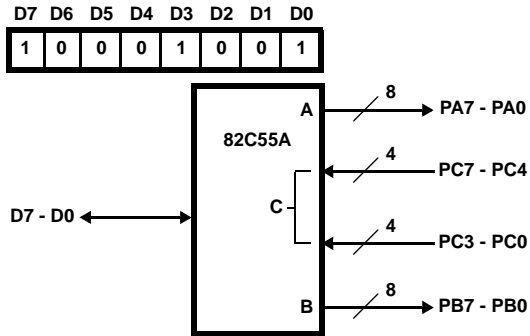 D7 D6 D5 D4 D3 D2 D1 D0
1 0 0 0 1 0 0 1
8
A
PA7 - PA0
82C55A
4
PC7 - PC4
C
D7 - D0
4
PC3 - PC0
8
B
PB7 - PB0